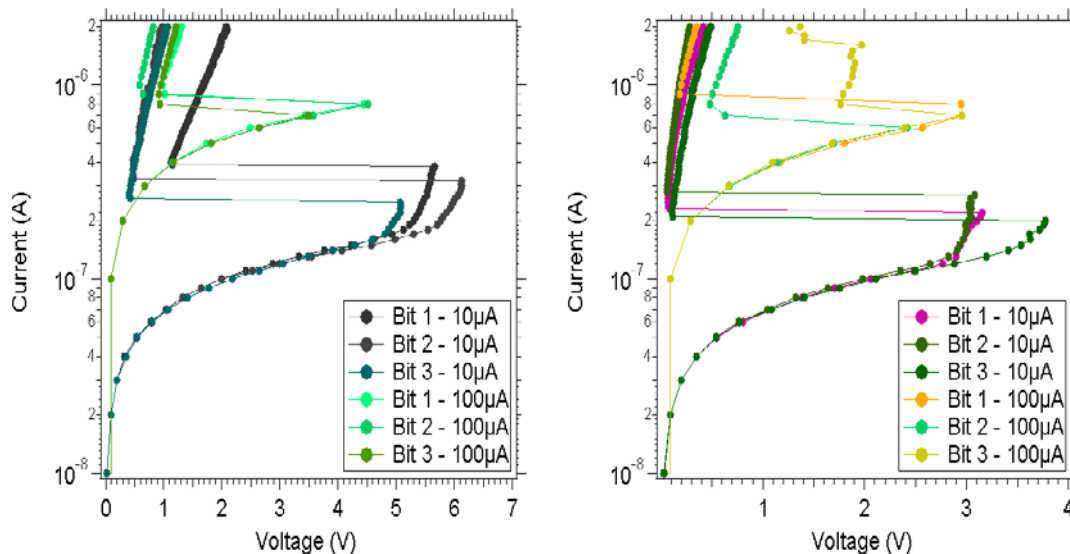 2
10⁻⁶
8
6
4
2
10⁻⁷
8
6
4
2
10⁻⁸
Current (A)
0 1 2 3 4 5 6 7
Voltage (V)
Bit 1 - 10µA
Bit 2 - 10µA
Bit 3 - 10µA
Bit 1 - 100µA
Bit 2 - 100µA
Bit 3 - 100µA
2
10⁻⁶
8
6
4
2
10⁻⁷
8
6
4
2
10⁻⁸
Current (A)
1 2 3 4
Voltage (V)
Bit 1 - 10µA
Bit 2 - 10µA
Bit 3 - 10µA
Bit 1 - 100µA
Bit 2 - 100µA
Bit 3 - 100µA